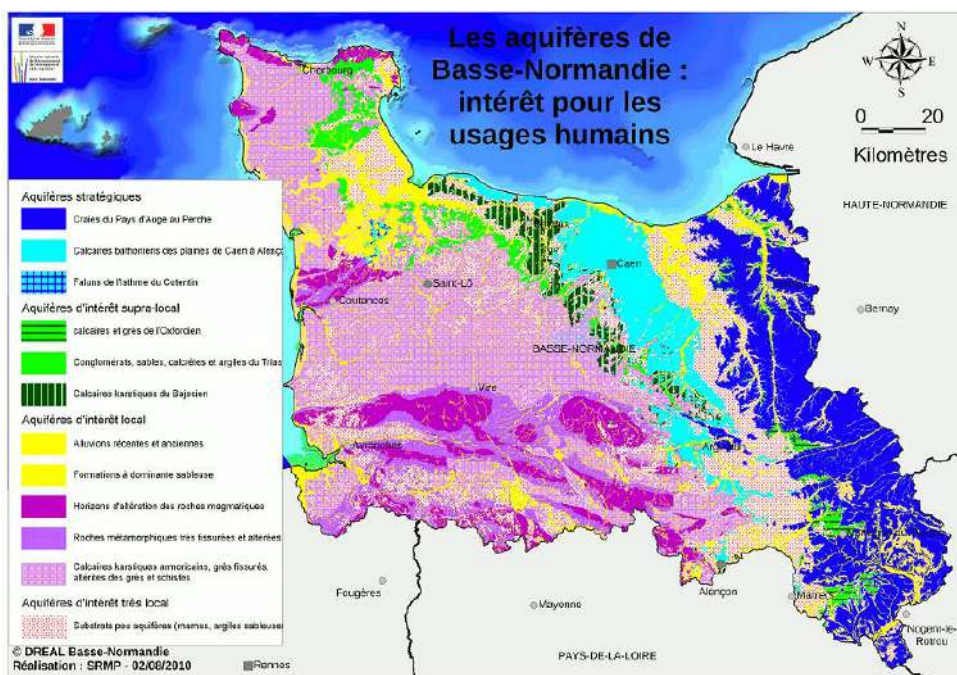 Les aquifères de
Basse-Normandie :
intérêt pour les
usages humains
N
W E
S
0 20
Kilomètres
Cherbourg
Le Havre
HAUTE-NORMANDIE
Caen
Saint-Lô
Coutances
Bernay
BASSE-NORMANDIE
Vire
Avranches
Alençon
Fougères
Mayenne
Nogent-le-
Rotrou
PAYS-DE-LA-LOIRE
Rennes
Aquifères stratégiques
Craies du Pays d'Auge au Perche
Calcaires bathoniens des plaines de Caen à Alenço
Faluns de l'isthme du Cotentin
Aquifères d'intérêt supra-local
calcaires et grès de l'Oxfordien
Conglomérats, sables, calcrètes et argiles du Trias
Calcaires karstiques du Bajocien
Aquifères d'intérêt local
Alluvions récentes et anciennes
Formations à dominante sableuse
Horizons d'altération des roches magmatiques
Roches métamorphiques très fissurées et altérées
Calcaires karstiques armoricains, grès fissurés,
altérites des grès et schistes
Aquifères d'intérêt très local
Substrats peu aquifères (marnes, argiles sableuse
© DREAL Basse-Normandie
Réalisation : SRMP - 02/08/2010